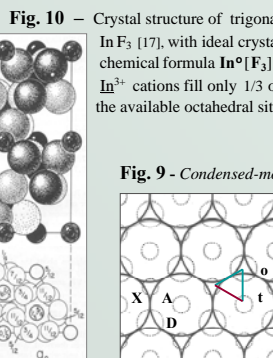 Fig. 10 – Crystal structure of trigona
In F₃ [17], with ideal crysta
chemical formula In°[F₃]
In³⁺ cations fill only 1/3 o
the available octahedral sit
Fig. 9 - Condensed-m
o
X A t
D